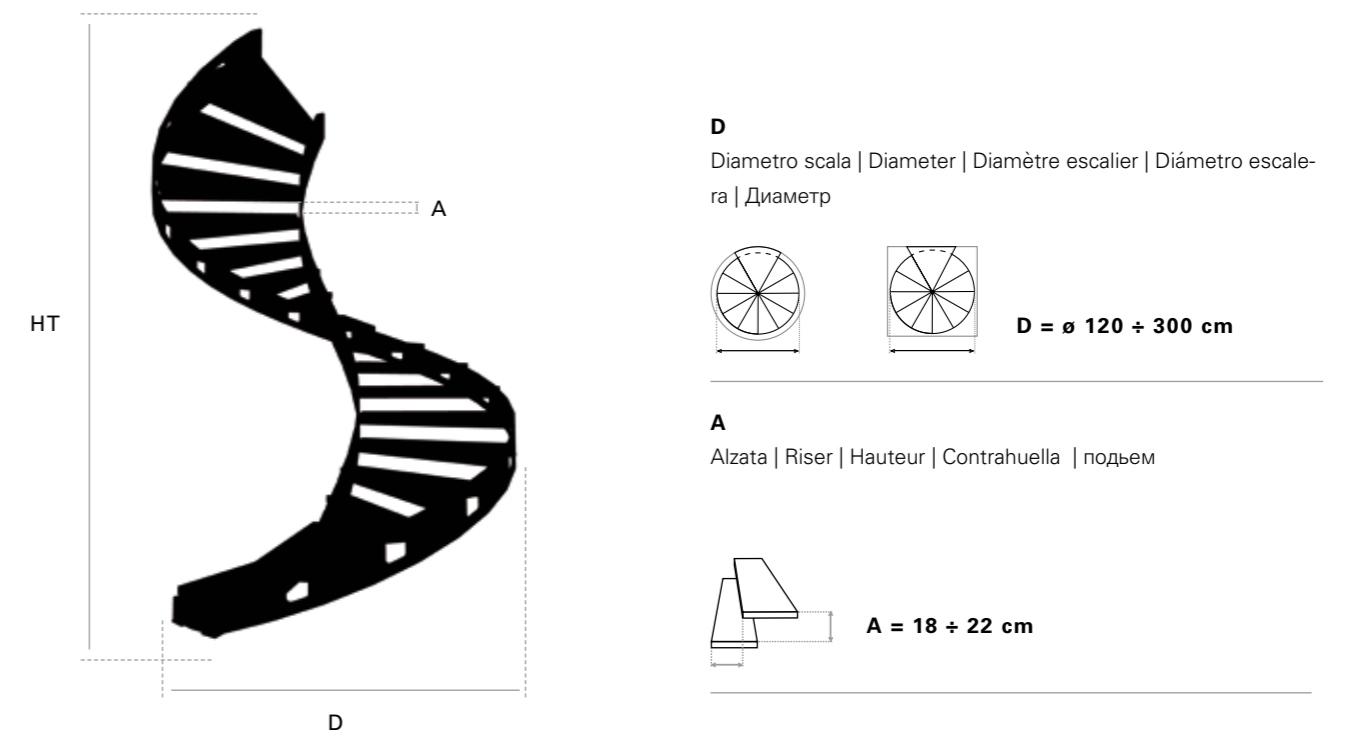 HT
A
D
D
Diametro scala | Diameter | Diamètre escalier | Diámetro escale-
ra | Диаметр
D = ø 120 ÷ 300 cm
A
Alzata | Riser | Hauteur | Contrahuella | подьем
A = 18 ÷ 22 cm